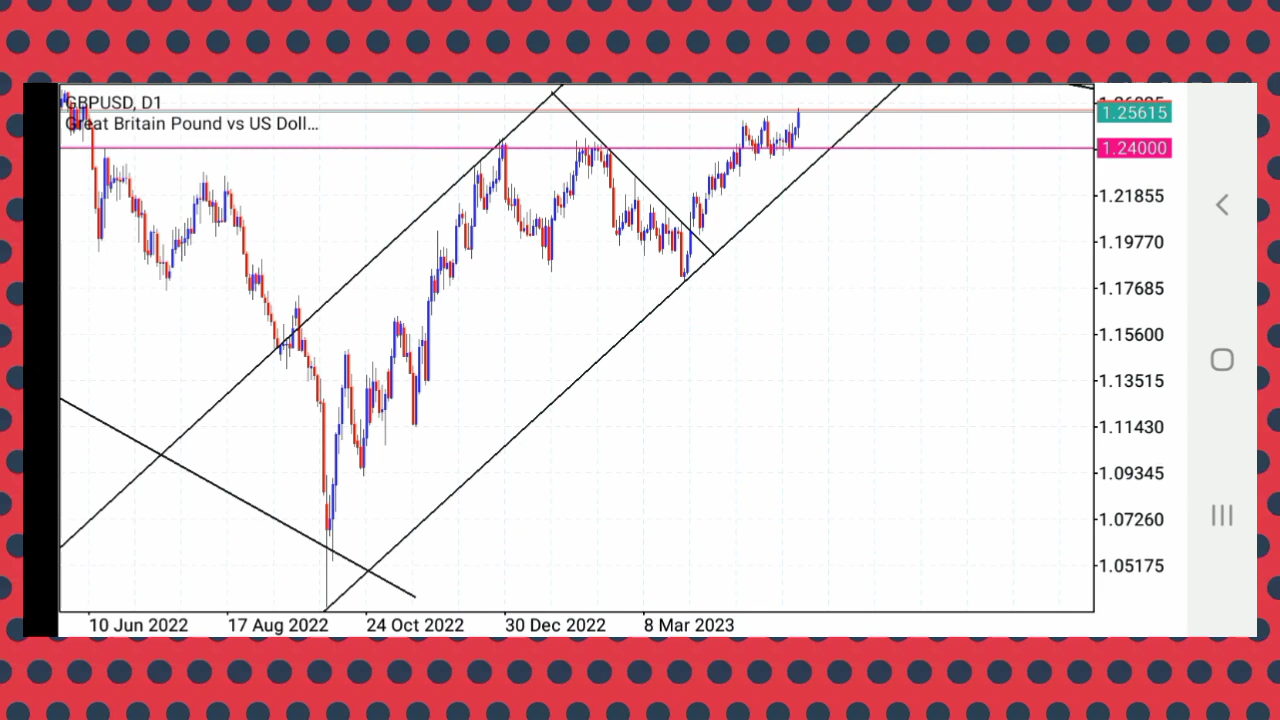 GBPUSD, D1
Great Britain Pound vs US Doll...
1.25615
1.24000
1.21855
1.19770
1.17685
1.15600
1.13515
1.11430
1.09345
1.07260
1.05175
10 Jun 2022
17 Aug 2022
24 Oct 2022
30 Dec 2022
8 Mar 2023